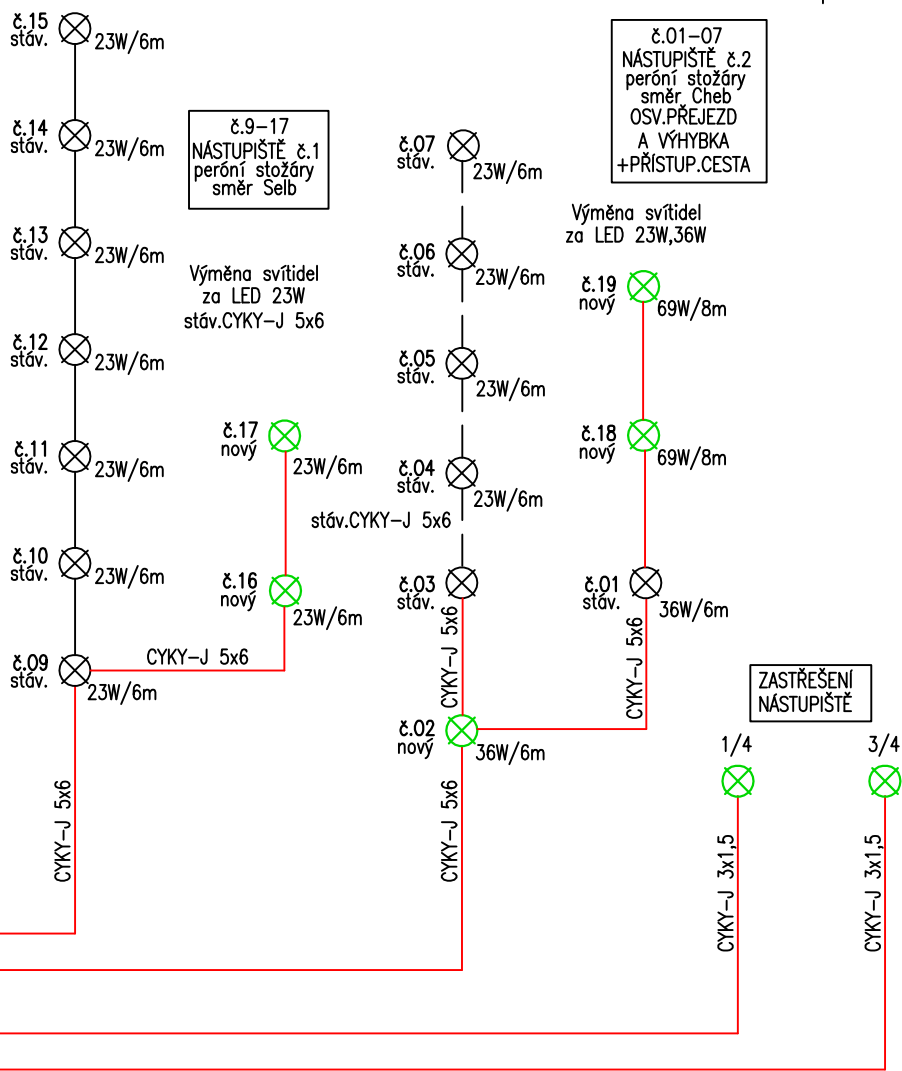 č.15
stáv.
23W/6m
č.14
stáv.
23W/6m
č.13
stáv.
23W/6m
č.12
stáv.
23W/6m
č.11
stáv.
23W/6m
č.10
stáv.
23W/6m
č.09
stáv.
23W/6m
CYKY-J 5x6
CYKY-J 5x6
č.9-17
NÁSTUPIŠTĚ č.1
peróní stožáry
směr Selb
Výměna svítidel
za LED 23W
stáv.CYKY-J 5x6
č.17
nový
23W/6m
č.16
nový
23W/6m
č.07
stáv.
23W/6m
č.06
stáv.
23W/6m
č.05
stáv.
23W/6m
č.04
stáv.
23W/6m
stáv.CYKY-J 5x6
č.03
stáv.
CYKY-J 5x6
č.02
nový
36W/6m
CYKY-J 5x6
č.01-07
NÁSTUPIŠTĚ č.2
peróní stožáry
směr Cheb
OSV.PŘEJEZD
A VÝHYBKA
+PŘÍSTUP.CESTA
Výměna svítidel
za LED 23W,36W
č.19
nový
69W/8m
č.18
nový
69W/8m
č.01
stáv.
36W/6m
CYKY-J 5x6
ZASTŘEŠENÍ
NÁSTUPIŠTĚ
1/4
3/4
CYKY-J 3x1,5
CYKY-J 3x1,5